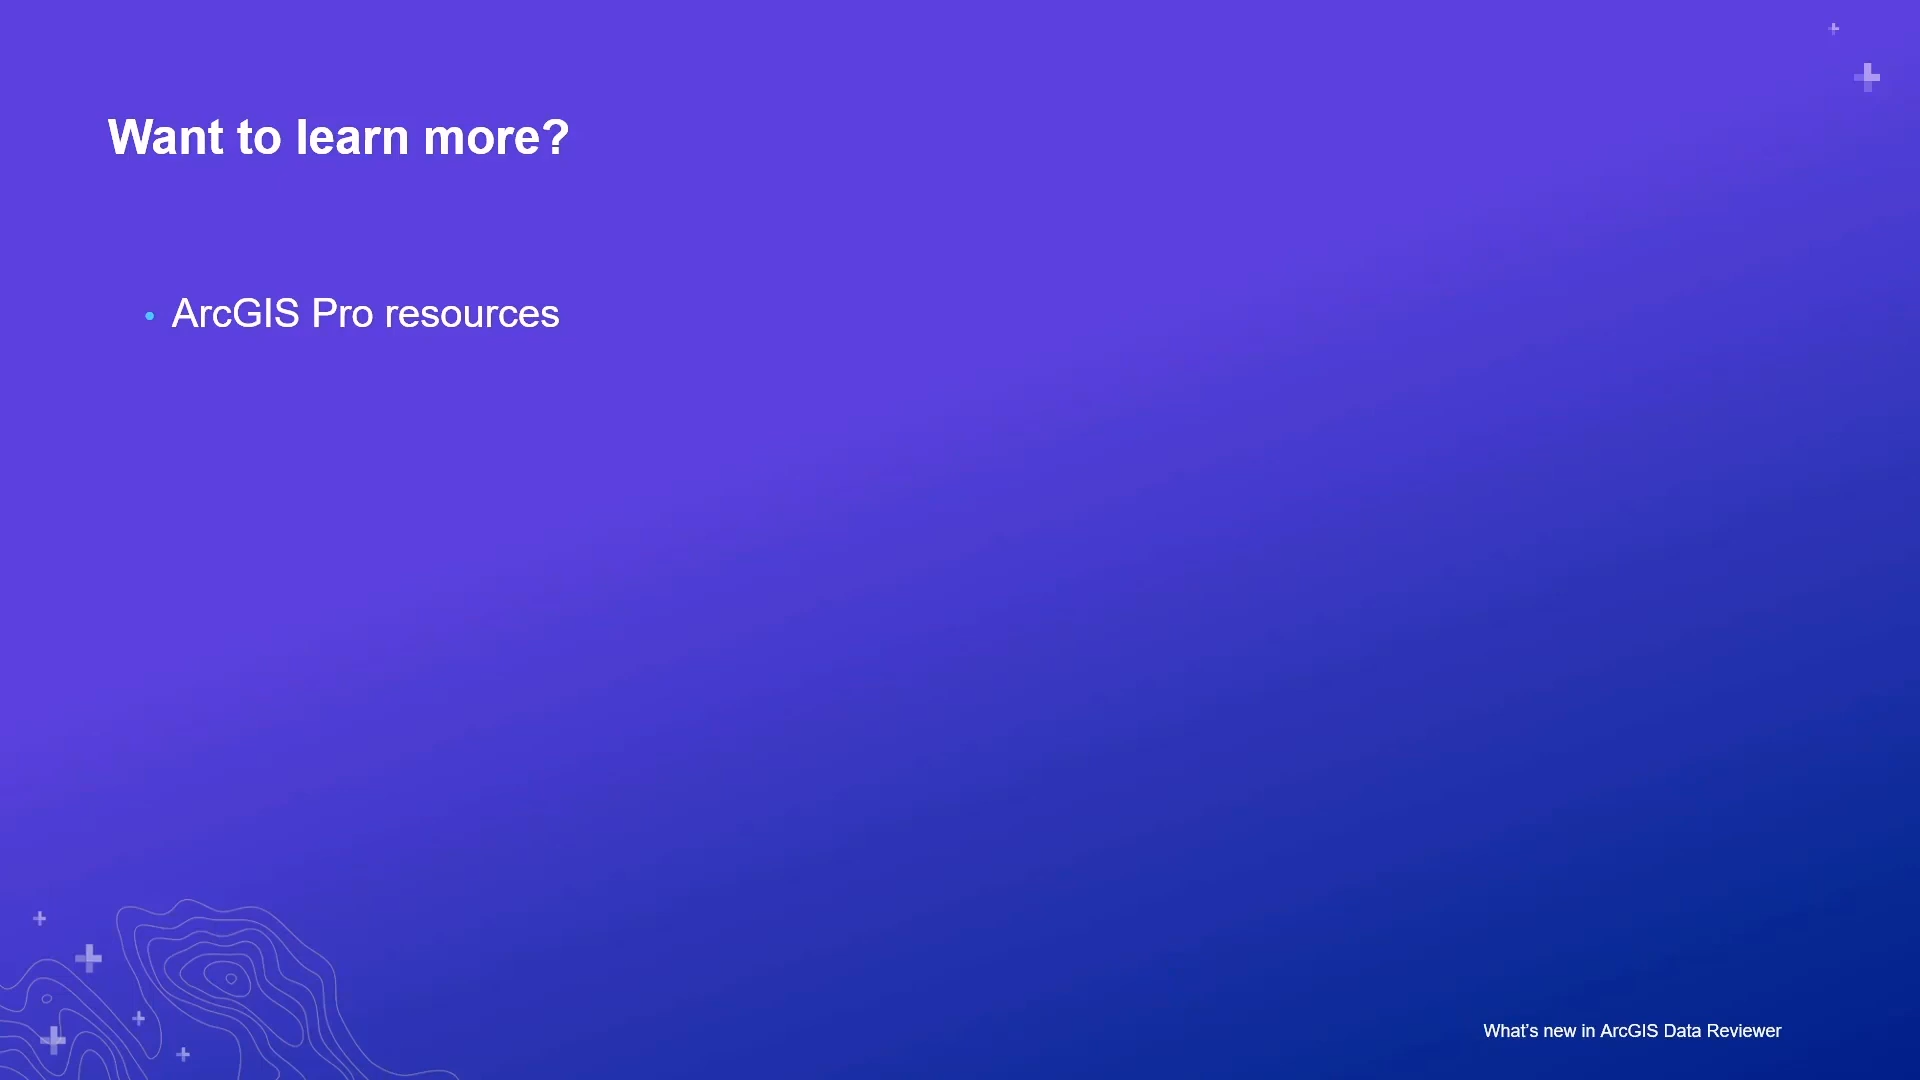 Want to learn more?
• ArcGIS Pro resources
What's new in ArcGIS Data Reviewer